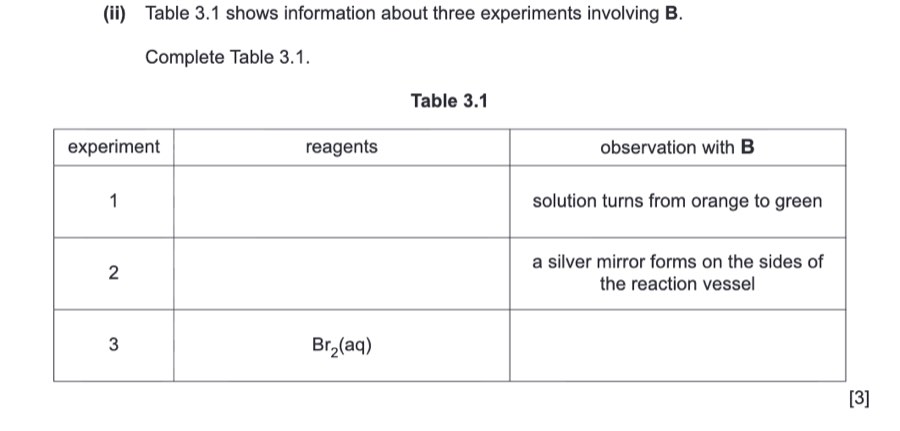 (ii) Table 3.1 shows information about three experiments involving B.
Complete Table 3.1.
Table 3.1
experiment reagents observation with B
1 solution turns from orange to green
2 a silver mirror forms on the sides of
the reaction vessel
3 Br₂(aq)
[3]